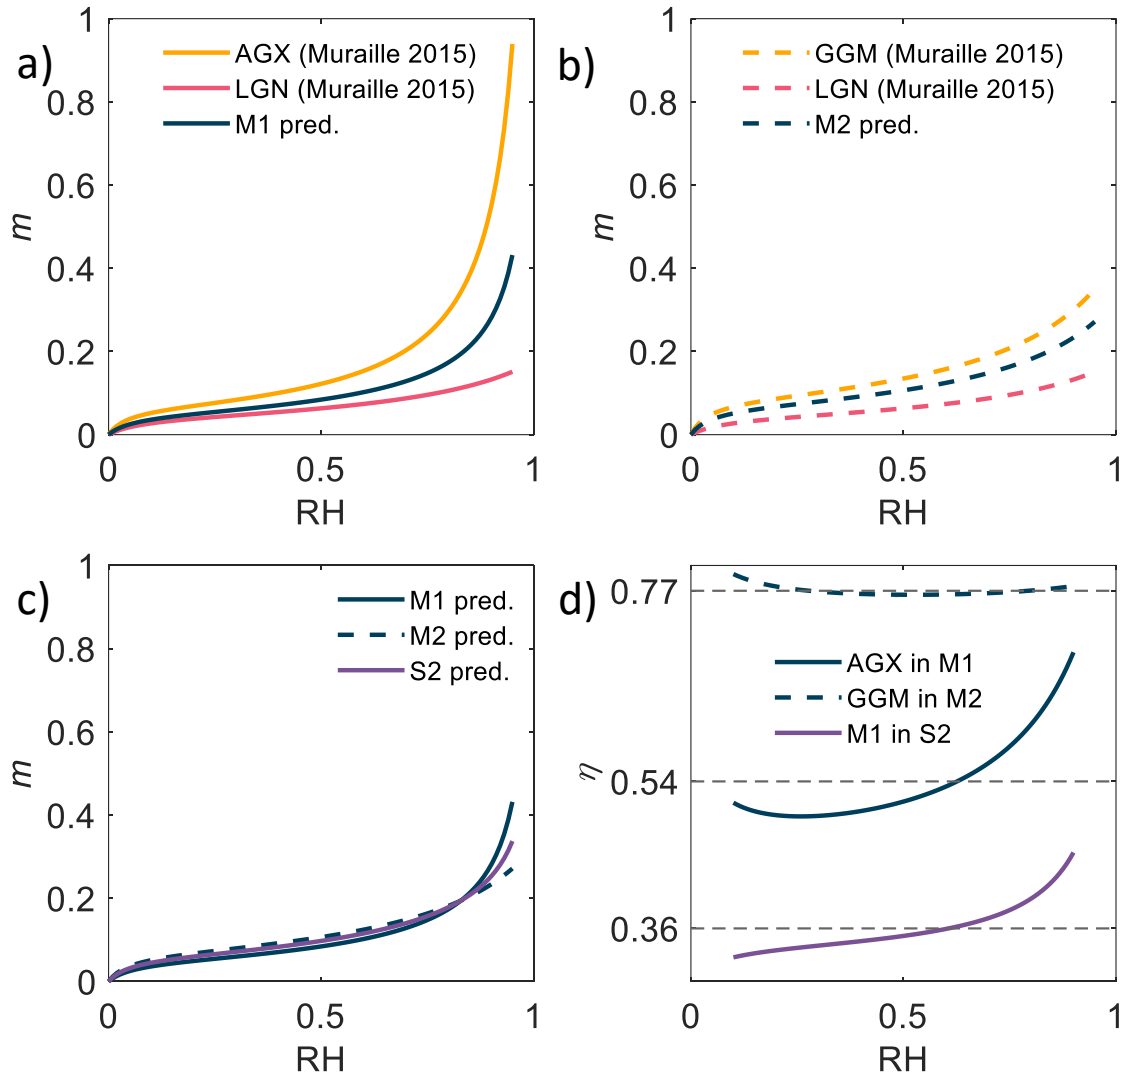 a)
AGX (Muraille 2015)
LGN (Muraille 2015)
M1 pred.
1
0.8
0.6
0.4
0.2
0
m
0
0.5
1
RH
b)
GGM (Muraille 2015)
LGN (Muraille 2015)
M2 pred.
1
0.8
0.6
0.4
0.2
0
m
0
0.5
1
RH
c)
M1 pred.
M2 pred.
S2 pred.
1
0.8
0.6
0.4
0.2
0
m
0
0.5
1
RH
d)
AGX in M1
GGM in M2
M1 in S2
0.77
0.54
0.36
η
0
0.5
1
RH